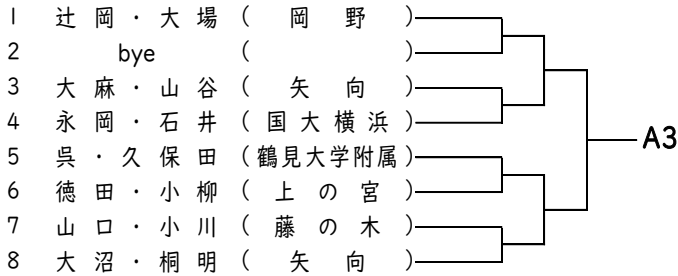 1 辻岡・大場 (岡野)
2 bye ( )
3 大麻・山谷 (矢向)
4 永岡・石井 (国大横浜)
A3
5 呉・久保田 (鶴見大学附属)
6 徳田・小柳 (上の宮)
7 山口・小川 (藤の木)
8 大沼・桐明 (矢向)